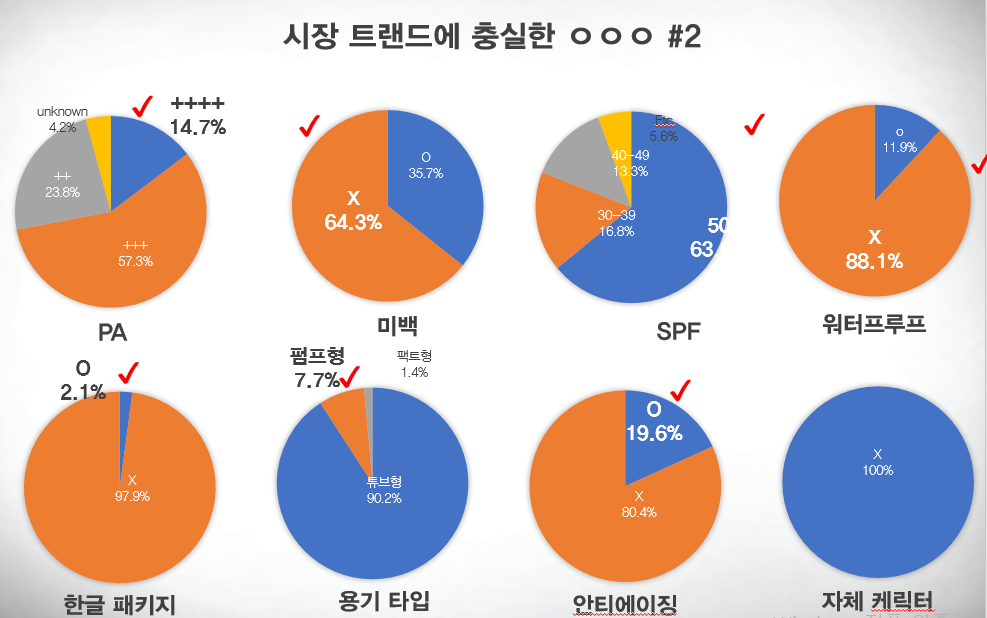 시장 트랜드에 충실한 ㅇㅇㅇ #2
unknown
4.2%
++++
14.7%
++
23.8%
+++
57.3%
PA
O
35.7%
X
64.3%
미백
Etc.
5.6%
40-49
13.3%
30-39
16.8%
50
63.
SPF
o
11.9%
X
88.1%
워터프루프
O
2.1%
X
97.9%
한글 패키지
펌프형
7.7%
팩트형
1.4%
튜브형
90.2%
용기 타입
O
19.6%
X
80.4%
안티에이징
X
100%
자체 케릭터